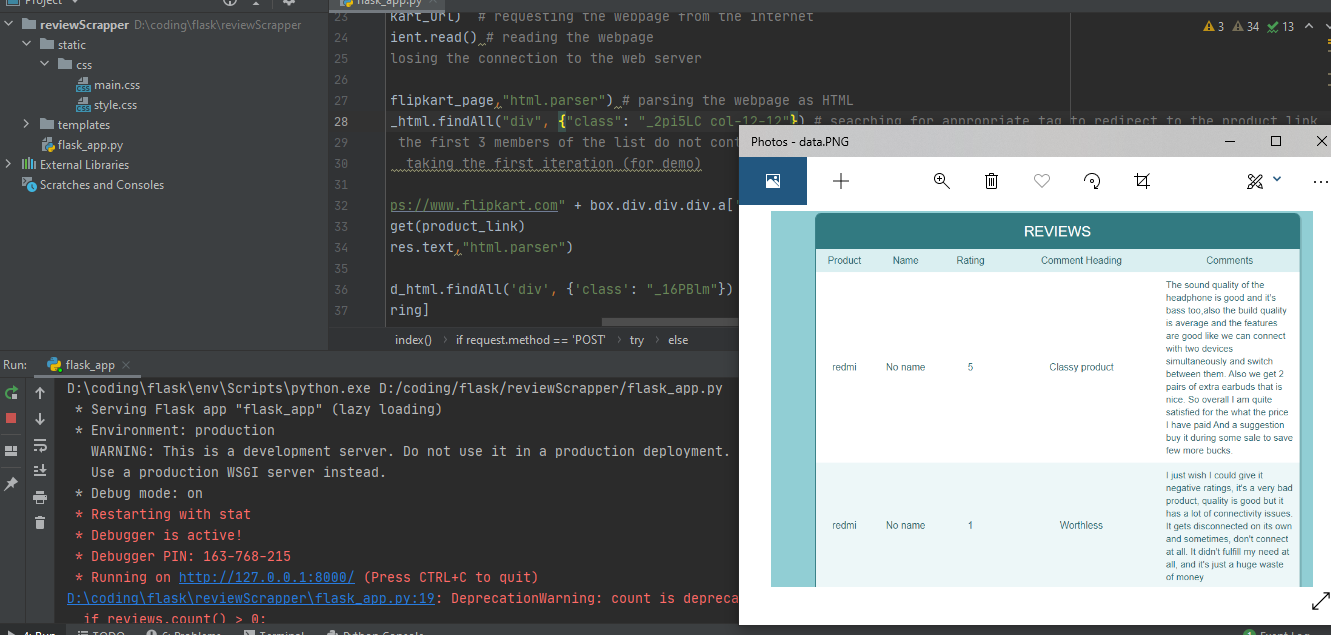 Project
reviewScrapper D:\coding\flask\reviewScrapper
static
css
main.css
style.css
templates
flask_app.py
External Libraries
Scratches and Consoles
flask_app.py
3 34 13
23 kart_url) # requesting the webpage from the internet
24 ient.read() # reading the webpage
25 losing the connection to the web server
26
27 flipkart_page,"html.parser") # parsing the webpage as HTML
28 _html.findAll("div", {"class": "_2pi5LC col-12-12"}) # searching for appropriate tag to redirect to the product link
29 the first 3 members of the list do not cont
30 taking the first iteration (for demo)
31
32 ps://www.flipkart.com" + box.div.div.div.a['
33 get(product_link)
34 res.text,"html.parser")
35
36 d_html.findAll('div', {'class': "_16PBlm"})
37 ring]
index() › if request.method == 'POST' › try › else
Run: flask_app
D:\coding\flask\env\Scripts\python.exe D:/coding/flask/reviewScrapper/flask_app.py
* Serving Flask app "flask_app" (lazy loading)
* Environment: production
WARNING: This is a development server. Do not use it in a production deployment.
Use a production WSGI server instead.
* Debug mode: on
* Restarting with stat
* Debugger is active!
* Debugger PIN: 163-768-215
* Running on http://127.0.0.1:8000/ (Press CTRL+C to quit)
D:\coding\flask\reviewScrapper\flask_app.py:19: DeprecationWarning: count is depreca
if reviews.count() > 0:
4: Run TODO 6: Problems Terminal Python Console
Event Log
Photos - data.PNG
REVIEWS
Product Name Rating Comment Heading Comments
redmi No name 5 Classy product
The sound quality of the
headphone is good and it's
bass too,also the build quality
is average and the features
are good like we can connect
with two devices
simultaneously and switch
between them. Also we get 2
pairs of extra earbuds that is
nice. So overall I am quite
satisfied for the what the price
I have paid And a suggestion
buy it during some sale to save
few more bucks.
redmi No name 1 Worthless
I just wish I could give it
negative ratings, it's a very bad
product, quality is good but it
has a lot of connectivity issues.
It gets disconnected on its own
and sometimes, don't connect
at all. It didn't fulfill my need at
all, and it's just a huge waste
of money